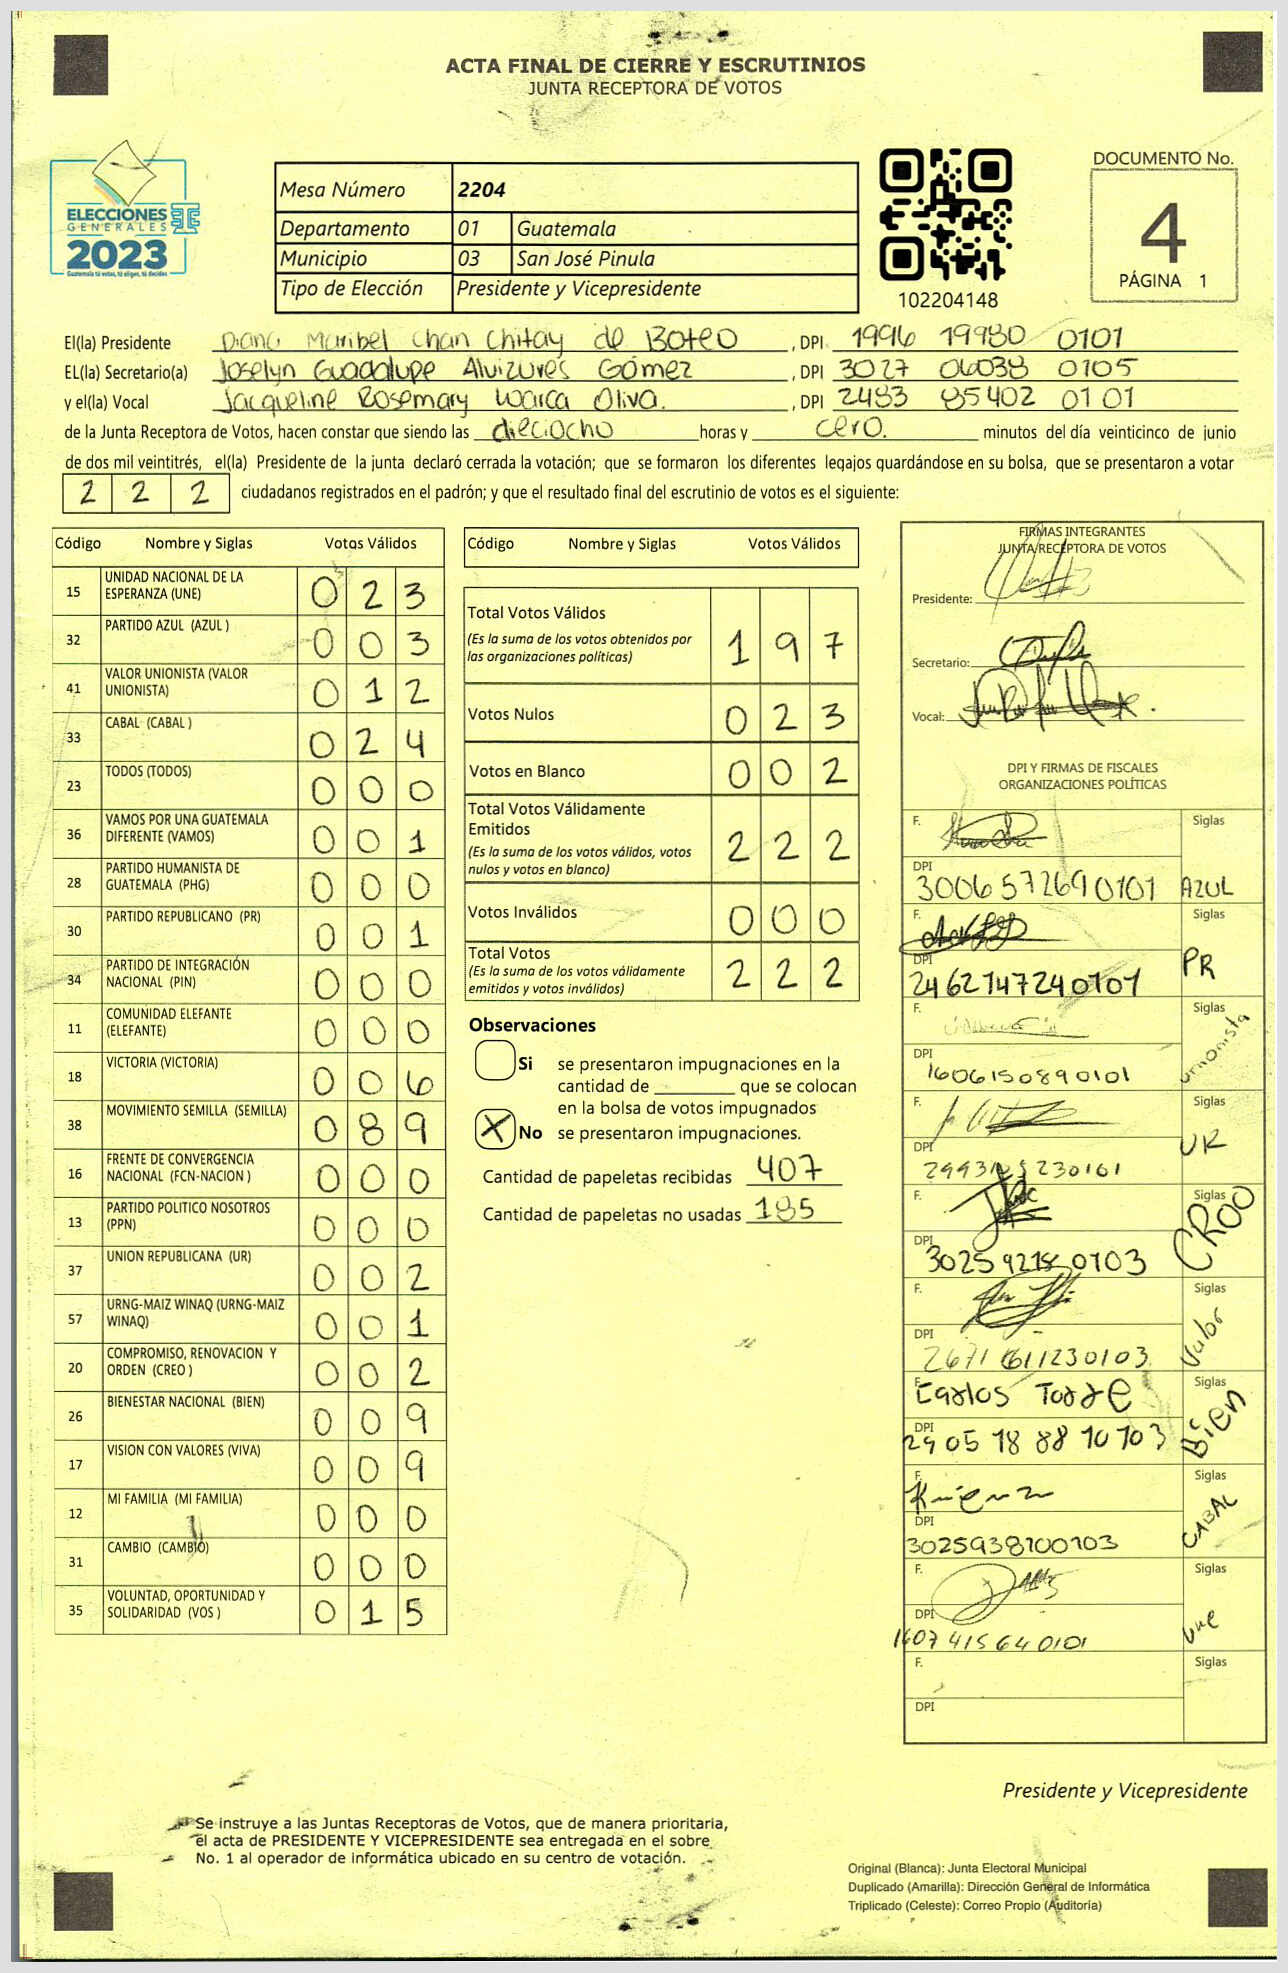 ACTA FINAL DE CIERRE Y ESCRUTINIOS
JUNTA RECEPTORA DE VOTOS
ELECCIONES
GENERALES
2023
Guatemala tú votas, tú eliges, tú decides
Mesa Número 2204
Departamento 01 Guatemala
Municipio 03 San José Pinula
Tipo de Elección Presidente y Vicepresidente
102204148
DOCUMENTO No.
4
PÁGINA 1
El(la) Presidente Diana Maribel Chan Chitay de Boteo , DPI 1996 19980 0101
EL(la) Secretario(a) Joselyn Guadalupe Alvizures Gómez , DPI 3027 06038 0105
y el(la) Vocal Jacqueline Rosemary Warca Oliva. , DPI 2483 85402 0101
de la Junta Receptora de Votos, hacen constar que siendo las dieciocho horas y cero. minutos del día veinticinco de junio
de dos mil veintitrés, el(la) Presidente de la junta declaró cerrada la votación; que se formaron los diferentes legajos guardándose en su bolsa, que se presentaron a votar
2 2 2 ciudadanos registrados en el padrón; y que el resultado final del escrutinio de votos es el siguiente:
Código Nombre y Siglas Votos Válidos
15 UNIDAD NACIONAL DE LA ESPERANZA (UNE) 0 2 3
32 PARTIDO AZUL (AZUL ) 0 0 3
41 VALOR UNIONISTA (VALOR UNIONISTA) 0 1 2
33 CABAL (CABAL ) 0 2 4
23 TODOS (TODOS) 0 0 0
36 VAMOS POR UNA GUATEMALA DIFERENTE (VAMOS) 0 0 1
28 PARTIDO HUMANISTA DE GUATEMALA (PHG) 0 0 0
30 PARTIDO REPUBLICANO (PR) 0 0 1
34 PARTIDO DE INTEGRACIÓN NACIONAL (PIN) 0 0 0
11 COMUNIDAD ELEFANTE (ELEFANTE) 0 0 0
18 VICTORIA (VICTORIA) 0 0 6
38 MOVIMIENTO SEMILLA (SEMILLA) 0 8 9
16 FRENTE DE CONVERGENCIA NACIONAL (FCN-NACION ) 0 0 0
13 PARTIDO POLITICO NOSOTROS (PPN) 0 0 0
37 UNION REPUBLICANA (UR) 0 0 2
57 URNG-MAIZ WINAQ (URNG-MAIZ WINAQ) 0 0 1
20 COMPROMISO, RENOVACION Y ORDEN (CREO ) 0 0 2
26 BIENESTAR NACIONAL (BIEN) 0 0 9
17 VISION CON VALORES (VIVA) 0 0 9
12 MI FAMILIA (MI FAMILIA) 0 0 0
31 CAMBIO (CAMBIO) 0 0 0
35 VOLUNTAD, OPORTUNIDAD Y SOLIDARIDAD (VOS ) 0 1 5
Código Nombre y Siglas Votos Válidos
Total Votos Válidos 1 9 7
(Es la suma de los votos obtenidos por
las organizaciones políticas)
Votos Nulos 0 2 3
Votos en Blanco 0 0 2
Total Votos Válidamente
Emitidos 2 2 2
(Es la suma de los votos válidos, votos
nulos y votos en blanco)
Votos Inválidos 0 0 0
Total Votos 2 2 2
(Es la suma de los votos válidamente
emitidos y votos inválidos)
Observaciones
Si se presentaron impugnaciones en la
cantidad de ________ que se colocan
en la bolsa de votos impugnados
X No se presentaron impugnaciones.
Cantidad de papeletas recibidas 407
Cantidad de papeletas no usadas 185
FIRMAS INTEGRANTES
JUNTA RECEPTORA DE VOTOS
Presidente:
Secretario:
Vocal:
DPI Y FIRMAS DE FISCALES
ORGANIZACIONES POLÍTICAS
F. Siglas
DPI 3006572690101 AZUL
F. Siglas
DPI 2462147240101 PR
F. Siglas
DPI 1606150890101 Unionista
F. Siglas
DPI UR
F. Siglas
DPI
F. Siglas
DPI Valor
F. Carlos Siglas
DPI 2905188810103 Bien
F. Siglas
DPI 3025938100103 CABAL
F. Siglas
DPI 1607415640101 Une
F. Siglas
DPI
Presidente y Vicepresidente
Se instruye a las Juntas Receptoras de Votos, que de manera prioritaria,
el acta de PRESIDENTE Y VICEPRESIDENTE sea entregada en el sobre
No. 1 al operador de informática ubicado en su centro de votación.
Original (Blanca): Junta Electoral Municipal
Duplicado (Amarilla): Dirección General de Informática
Triplicado (Celeste): Correo Propio (Auditoría)